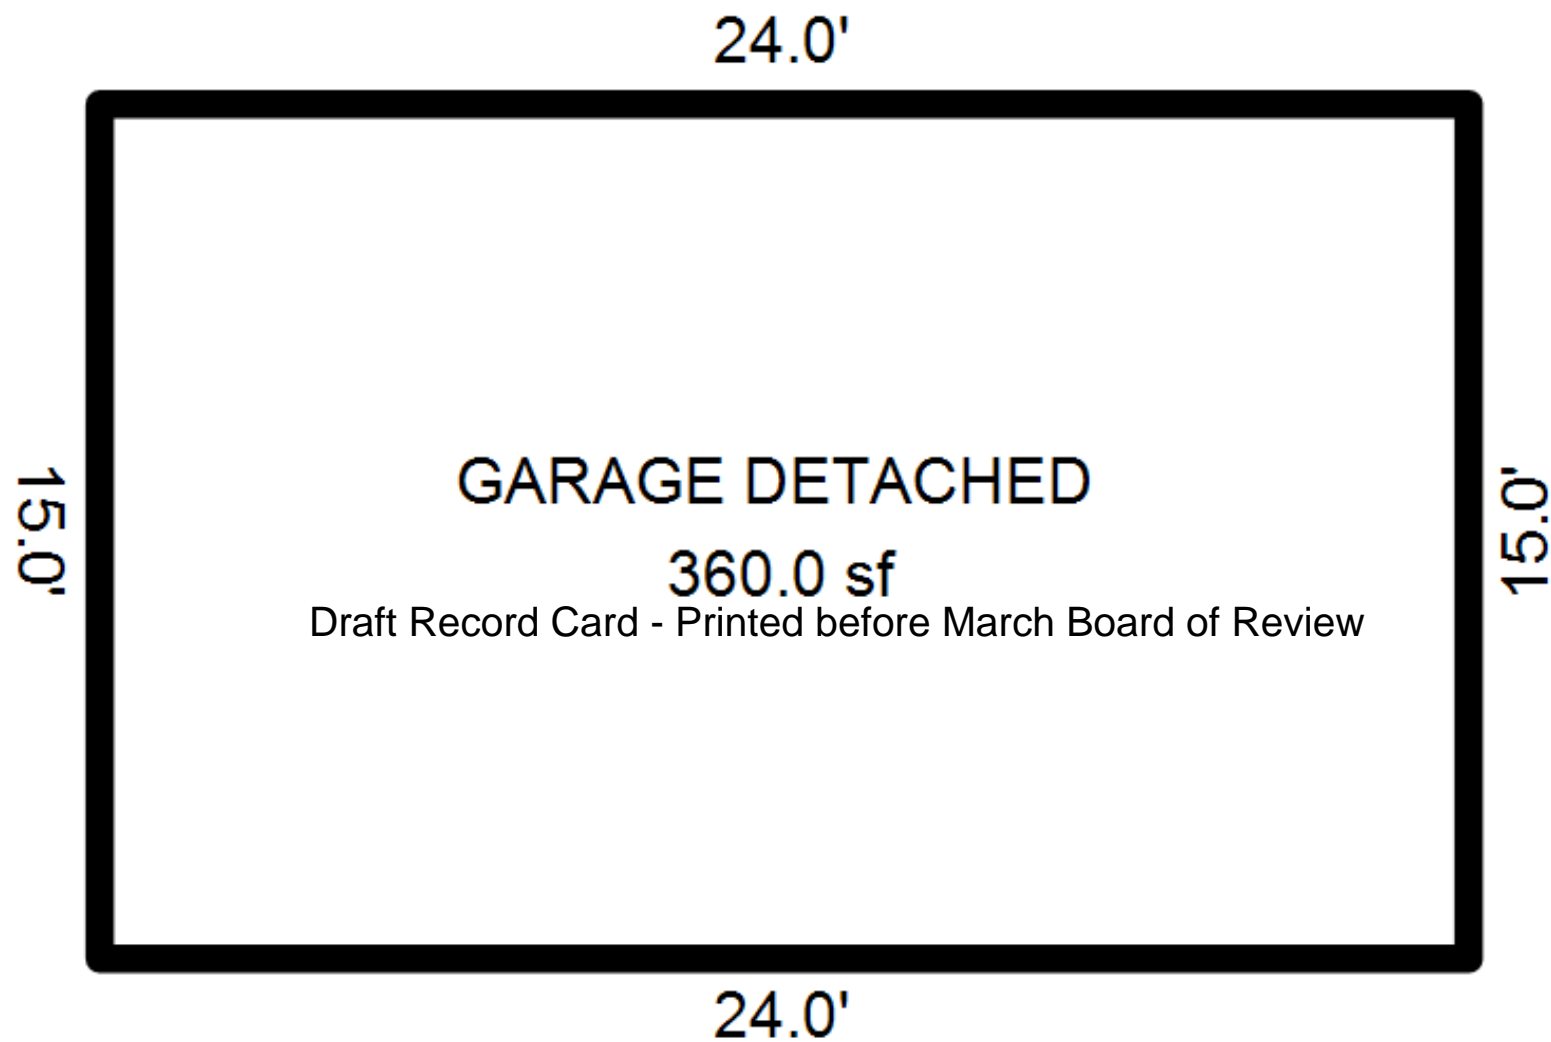 24.0'
15.0'
15.0'
GARAGE DETACHED
360.0 sf
Draft Record Card - Printed before March Board of Review
24.0'